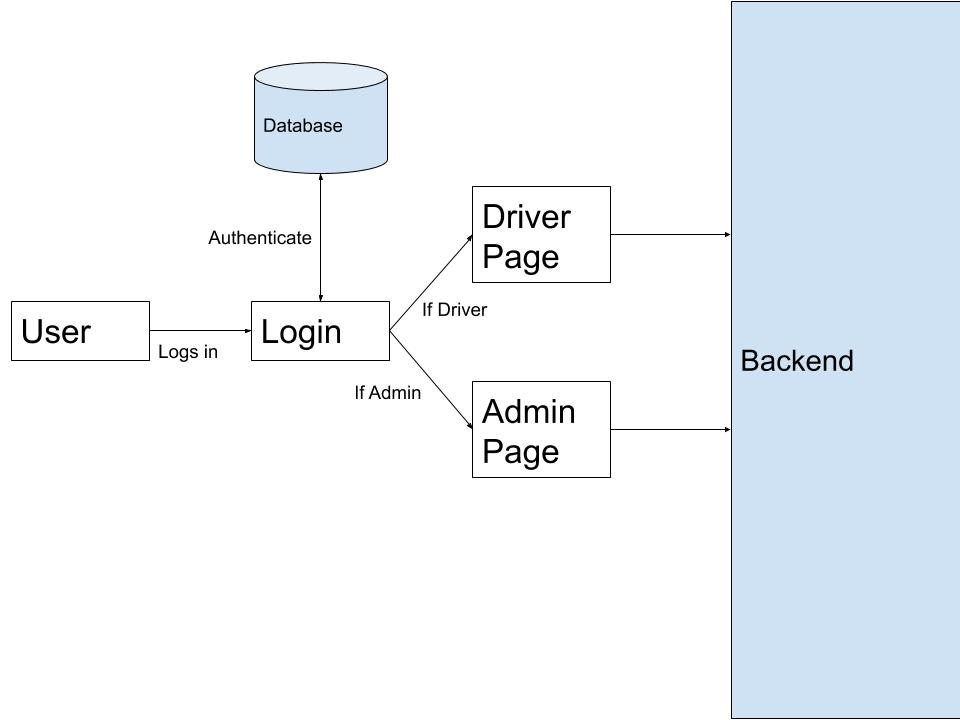 Database
Authenticate
User
Logs in
Login
If Driver
If Admin
Driver
Page
Admin
Page
Backend